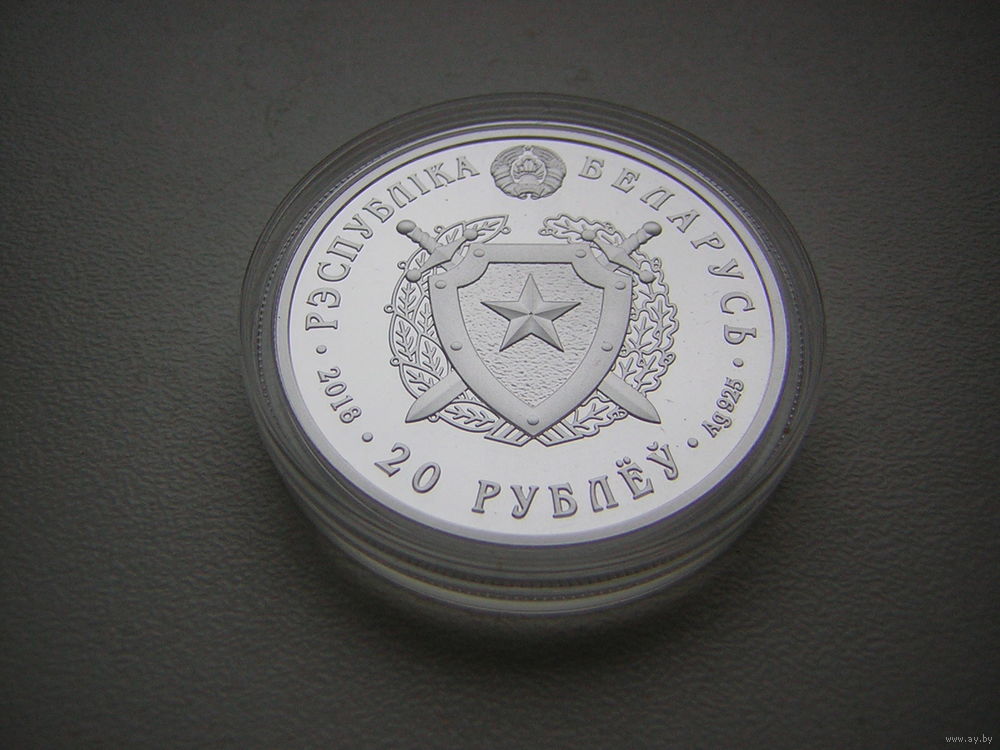 РЭСПУБЛІКА БЕЛАРУСЬ
• 2018 • 20 РУБЛЁЎ • Ag 925 •
www.ay.by